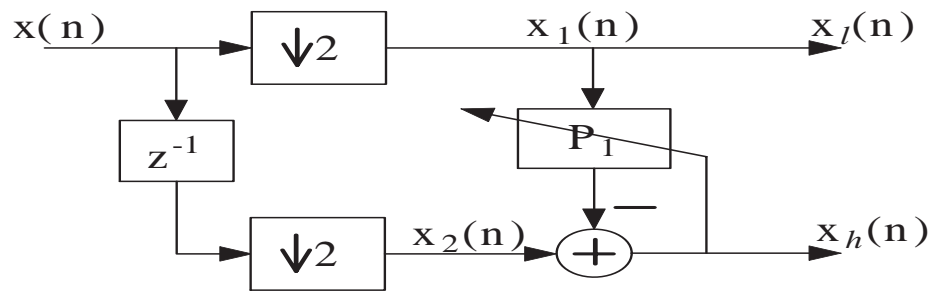 x(n)
↓2
x₁(n)
xₗ(n)
z⁻¹
P₁
−
↓2
x₂(n)
+
xₕ(n)